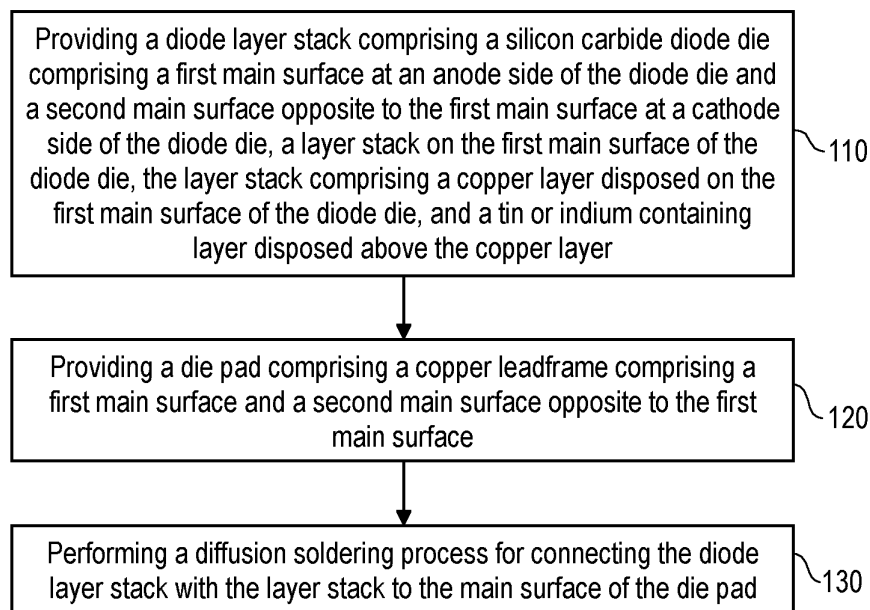 Providing a diode layer stack comprising a silicon carbide diode die
comprising a first main surface at an anode side of the diode die and
a second main surface opposite to the first main surface at a cathode
side of the diode die, a layer stack on the first main surface of the
diode die, the layer stack comprising a copper layer disposed on the
first main surface of the diode die, and a tin or indium containing
layer disposed above the copper layer
110
Providing a die pad comprising a copper leadframe comprising a
first main surface and a second main surface opposite to the first
main surface
120
Performing a diffusion soldering process for connecting the diode
layer stack with the layer stack to the main surface of the die pad
130